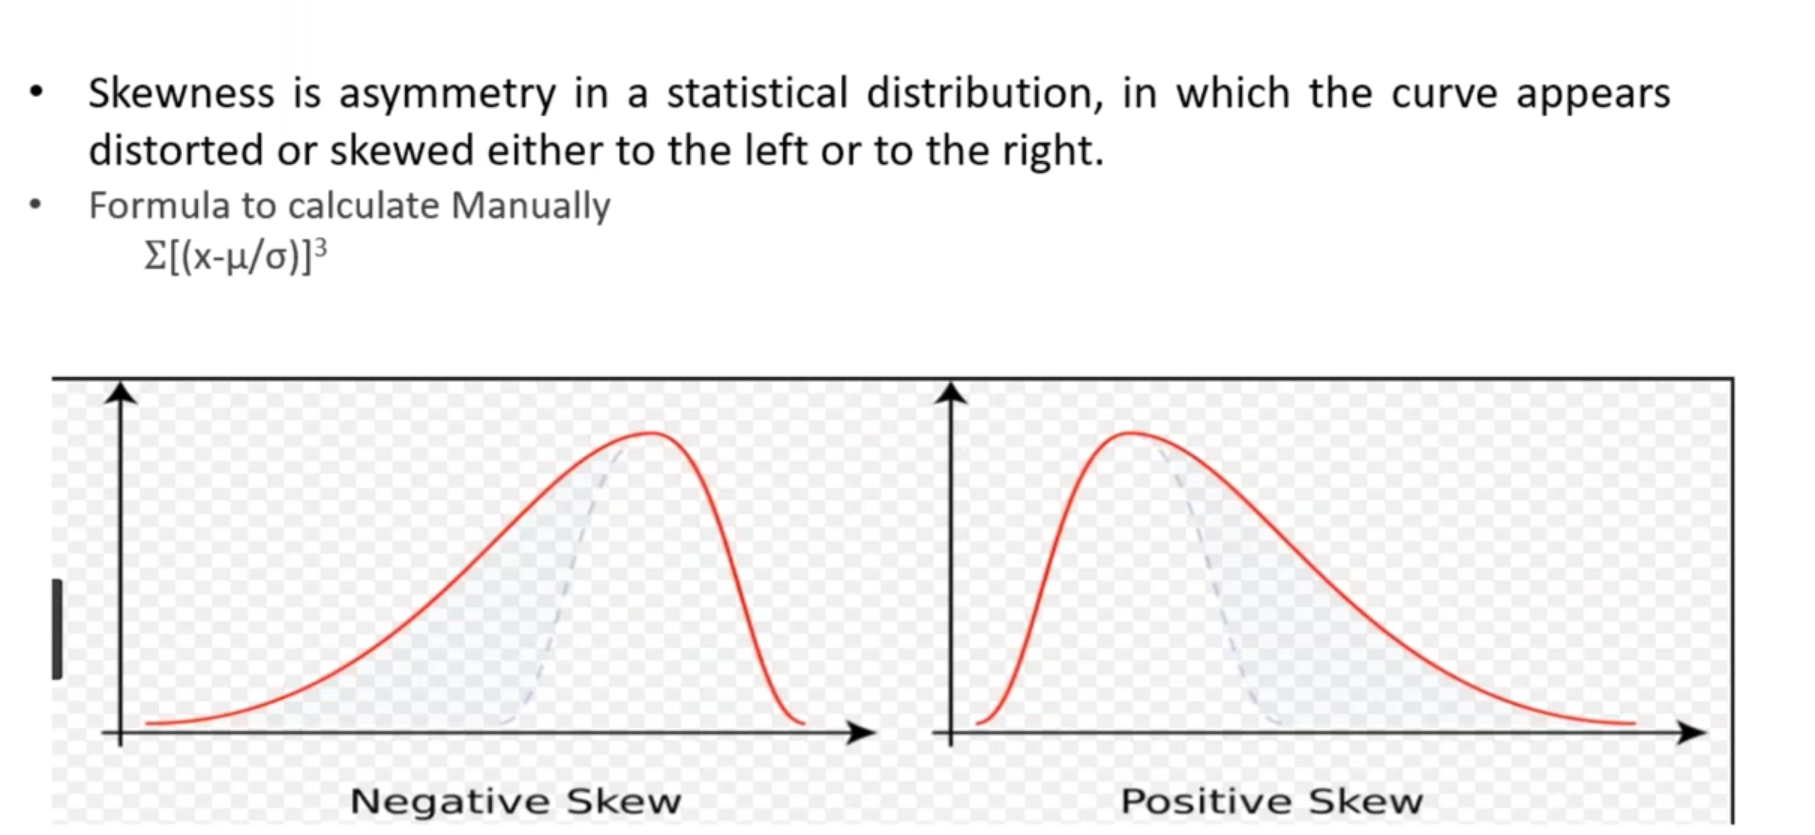 • Skewness is asymmetry in a statistical distribution, in which the curve appears
distorted or skewed either to the left or to the right.
• Formula to calculate Manually
Σ[(x-μ/σ)]³
Negative Skew
Positive Skew